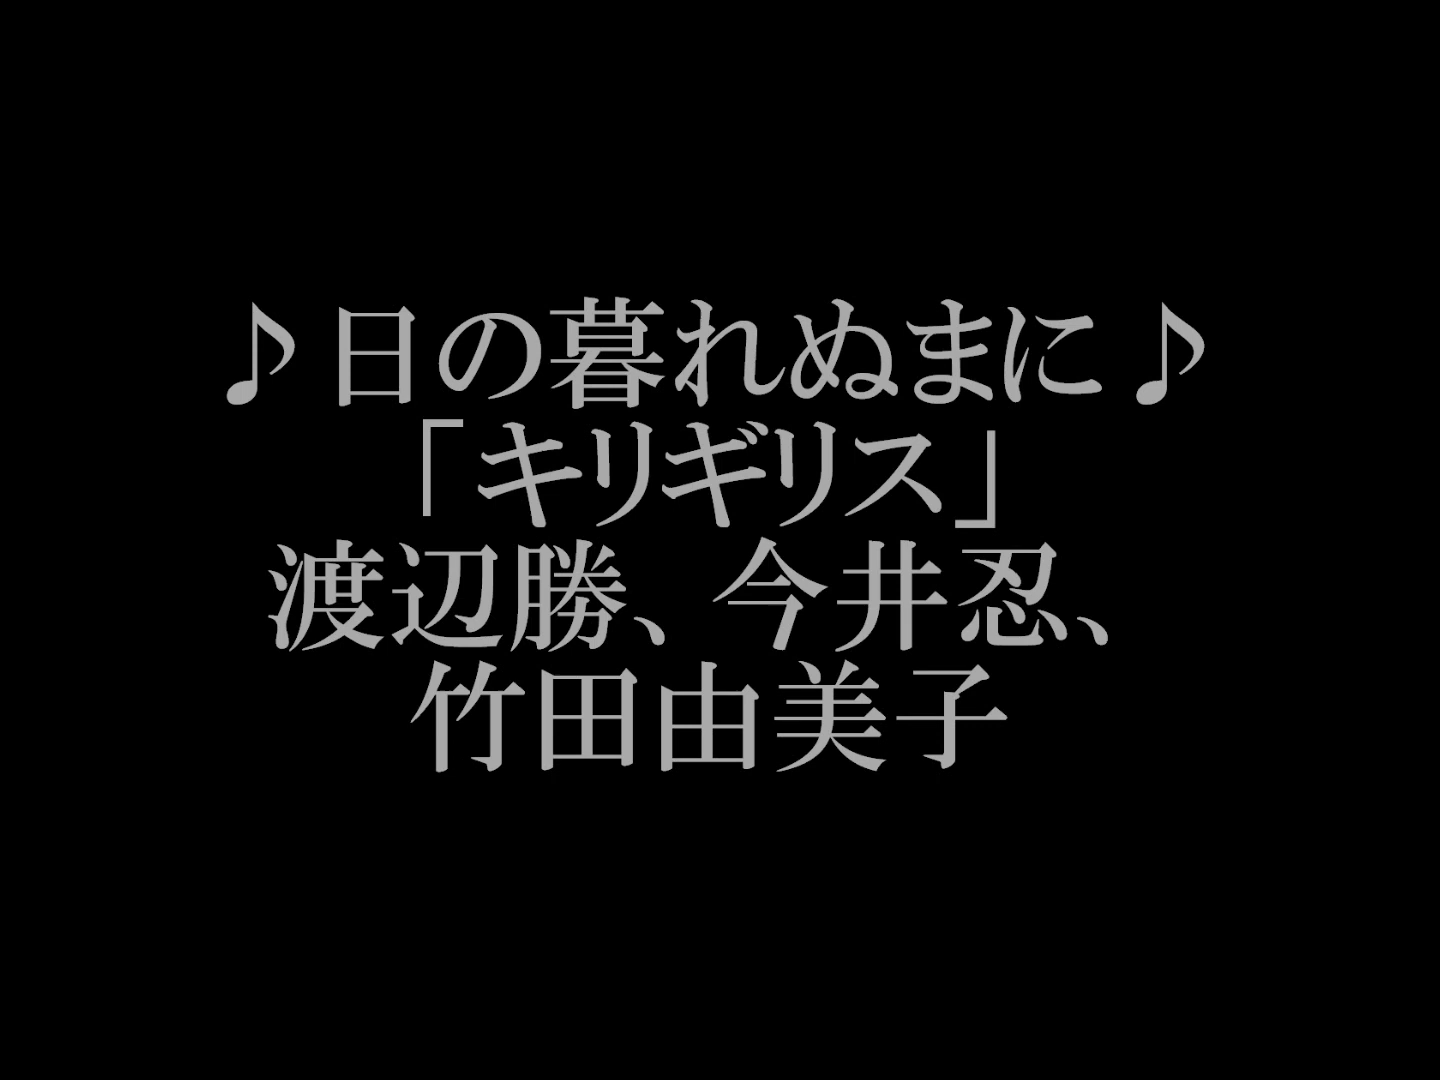 ♪日の暮れぬまに♪
「キリギリス」
渡辺勝、今井忍、
竹田由美子